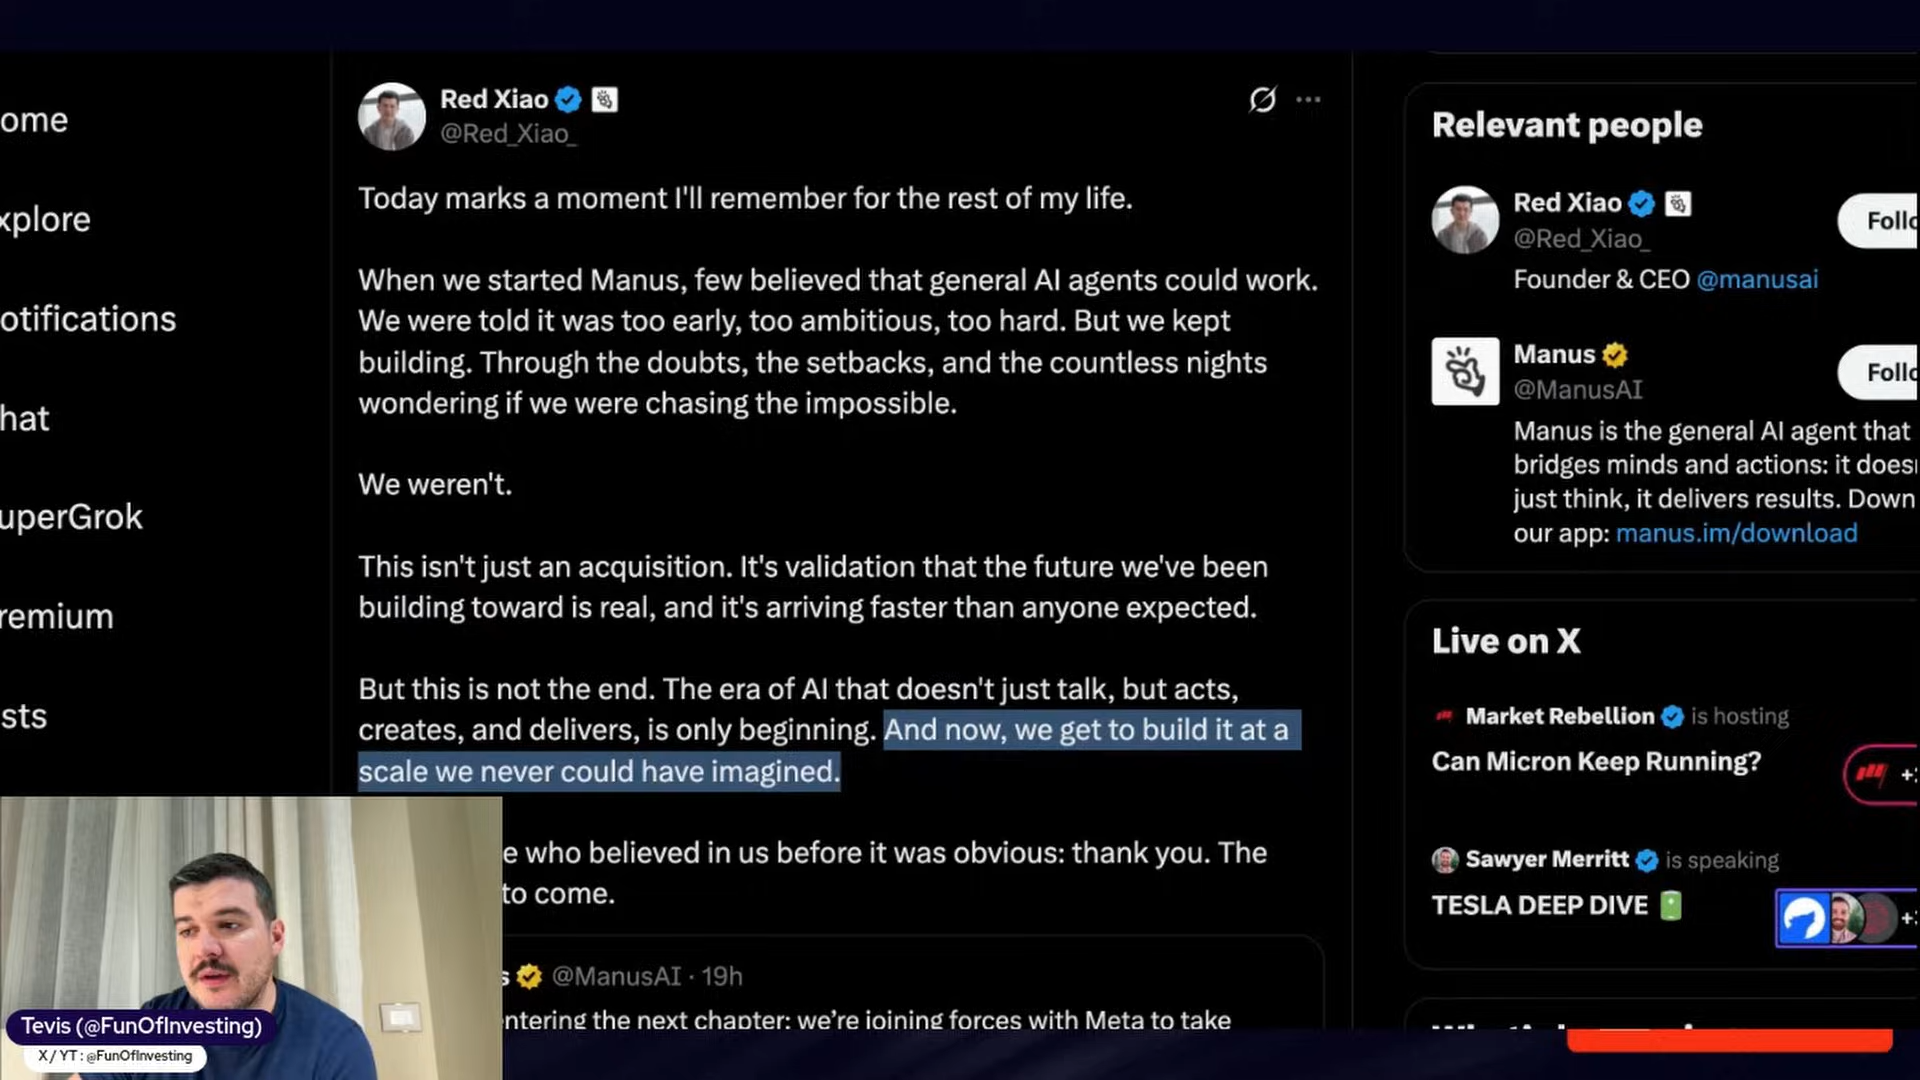 ome
xplore
otifications
hat
uperGrok
remium
sts
Red Xiao
@Red_Xiao_
Today marks a moment I'll remember for the rest of my life.
When we started Manus, few believed that general AI agents could work.
We were told it was too early, too ambitious, too hard. But we kept
building. Through the doubts, the setbacks, and the countless nights
wondering if we were chasing the impossible.
We weren't.
This isn't just an acquisition. It's validation that the future we've been
building toward is real, and it's arriving faster than anyone expected.
But this is not the end. The era of AI that doesn't just talk, but acts,
creates, and delivers, is only beginning. And now, we get to build it at a
scale we never could have imagined.
e who believed in us before it was obvious: thank you. The
to come.
s @ManusAI · 19h
ntering the next chapter: we're joining forces with Meta to take
Relevant people
Red Xiao
@Red_Xiao_
Follo
Founder & CEO @manusai
Manus
@ManusAI
Follo
Manus is the general AI agent that
bridges minds and actions: it does
just think, it delivers results. Down
our app: manus.im/download
Live on X
Market Rebellion is hosting
Can Micron Keep Running?
Sawyer Merritt is speaking
TESLA DEEP DIVE
Tevis (@FunOfInvesting)
X / YT : @FunOfInvesting